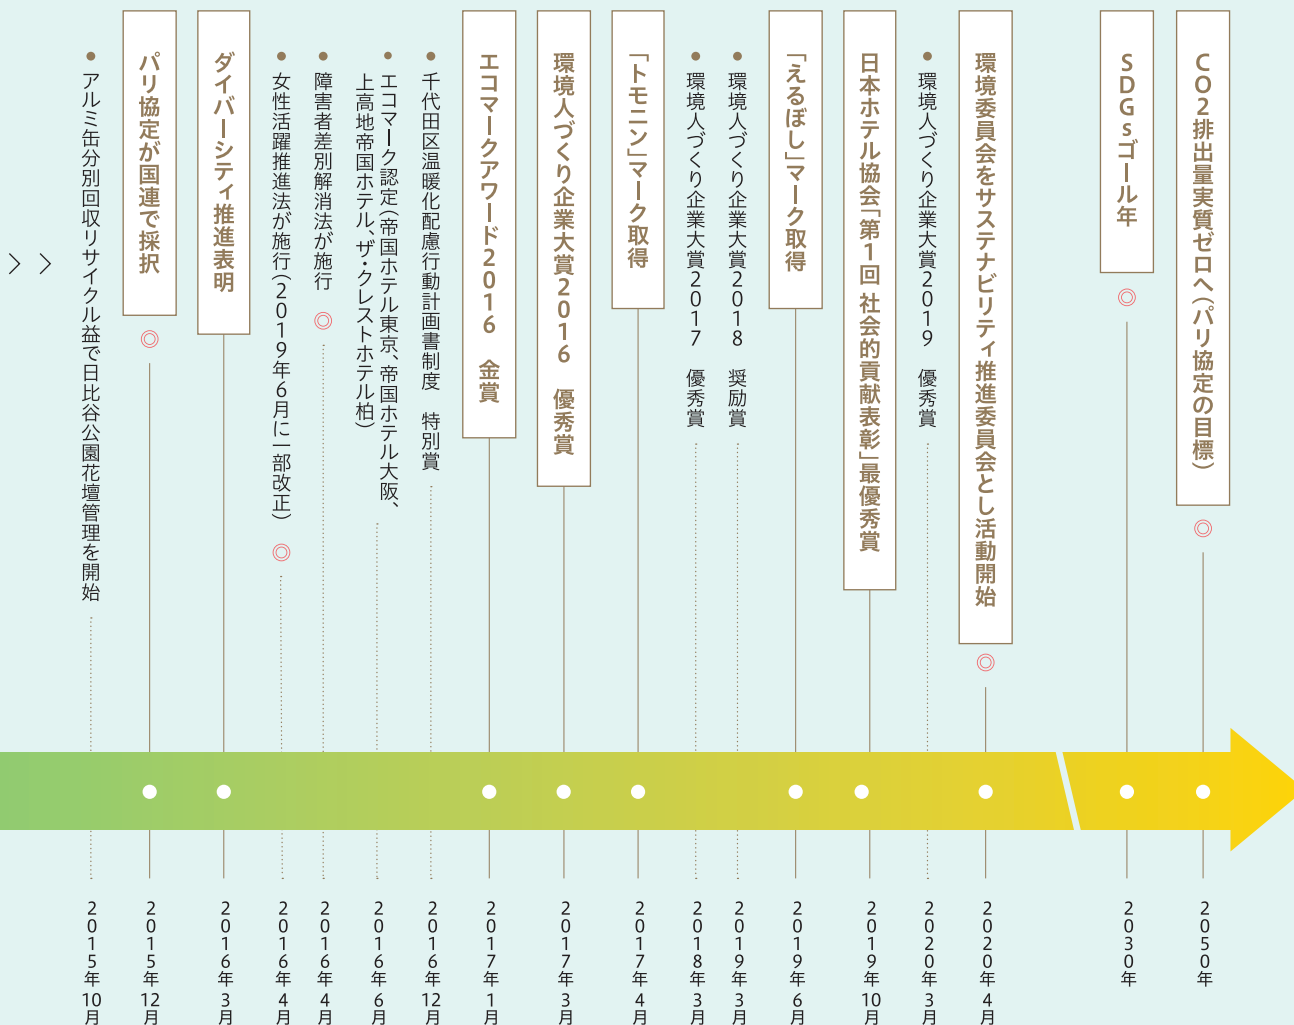 アルミ缶分別回収リサイクル益で日比谷公園花壇管理を開始
2015年10月
パリ協定が国連で採択
2015年12月
ダイバーシティ推進表明
2016年3月
女性活躍推進法が施行(2019年6月に一部改正)
2016年4月
障害者差別解消法が施行
2016年4月
エコマーク認定(帝国ホテル東京、帝国ホテル大阪、
上高地帝国ホテル、ザ・クレストホテル柏)
2016年6月
千代田区温暖化配慮行動計画書制度 特別賞
2016年12月
エコマークアワード2016 金賞
2017年1月
環境人づくり企業大賞2016 優秀賞
2017年3月
「トモニン」マーク取得
2017年4月
環境人づくり企業大賞2017 優秀賞
2018年3月
環境人づくり企業大賞2018 奨励賞
2019年3月
「えるぼし」マーク取得
2019年6月
日本ホテル協会「第1回 社会的貢献表彰」最優秀賞
2019年10月
環境人づくり企業大賞2019 優秀賞
2020年3月
環境委員会をサステナビリティ推進委員会とし活動開始
2020年4月
SDGsゴール年
2030年
CO2排出量実質ゼロへ(パリ協定の目標)
2050年